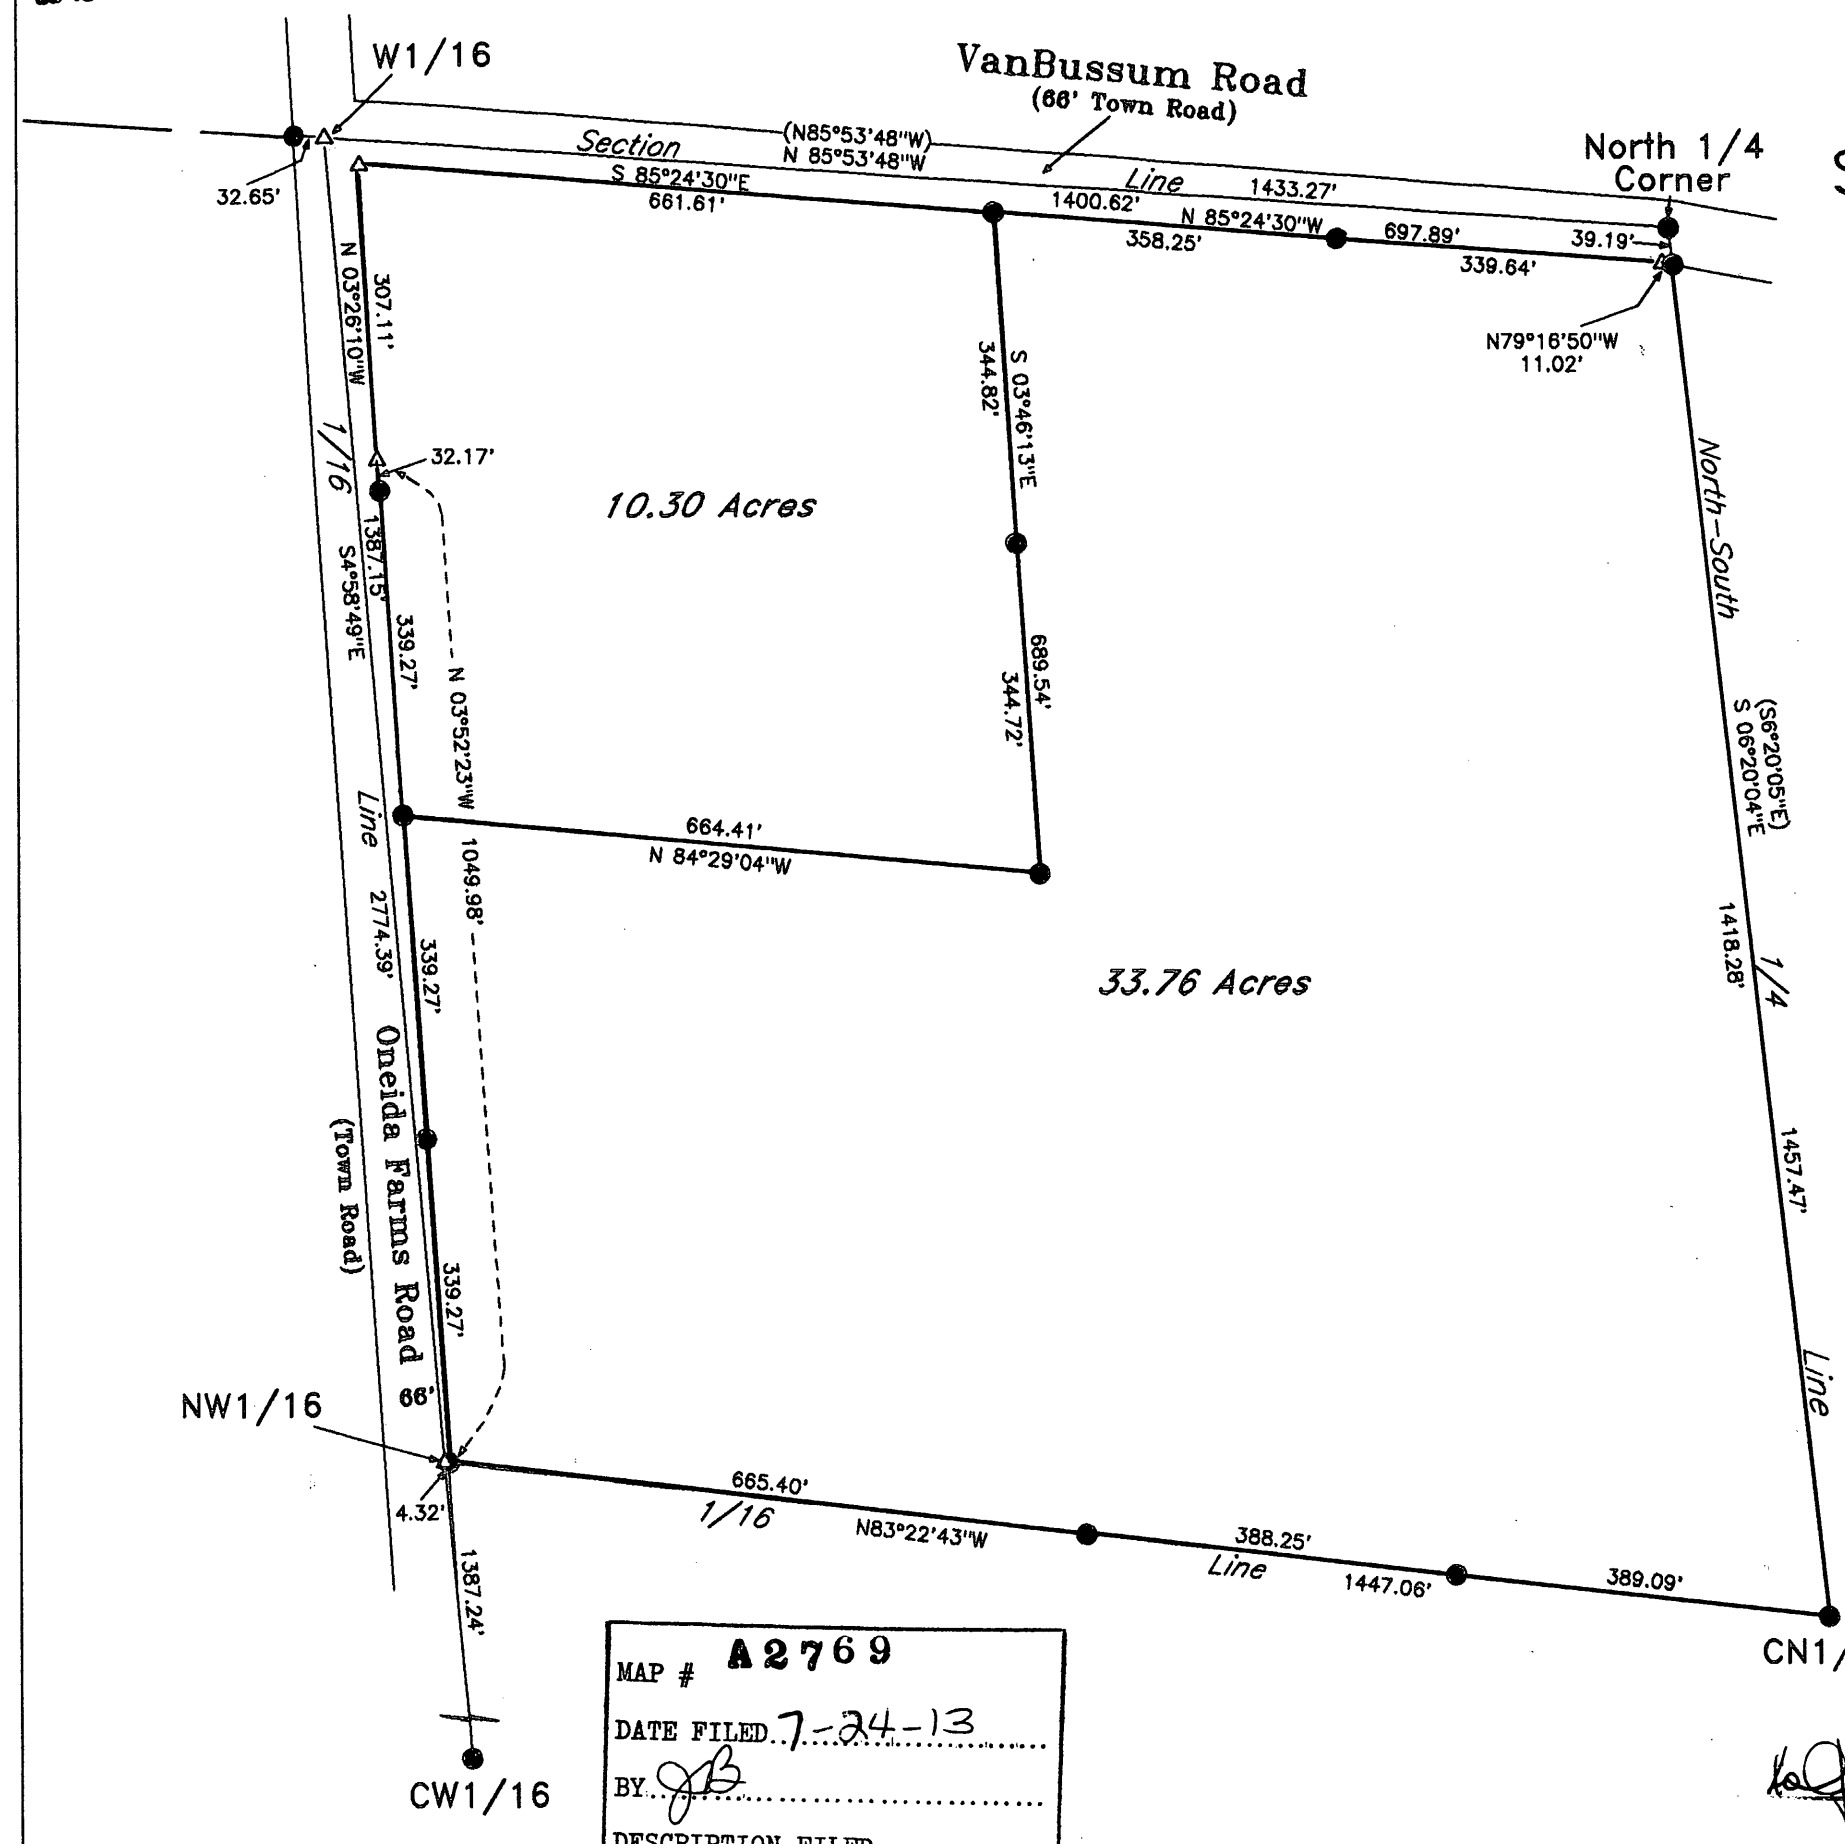 W1/16
VanBussum Road
(66' Town Road)
North 1/4
Corner
Section
(N85°53'48"W)
N 85°53'48"W
Line
1433.27'
32.65'
S 85°24'30"E
661.61'
1400.62'
N 85°24'30"W
358.25'
697.89'
39.19'
339.64'
N79°16'50"W
11.02'
N 03°26'10"W
307.11'
S 03°46'13"E
344.82'
32.17'
1/16
S4°58'49"E
1387.15'
10.30 Acres
North-South
339.27'
689.54'
344.72'
N 03°52'23"W
1049.98'
(S6°20'05"E)
S 06°20'04"E
Line
2774.39'
664.41'
N 84°29'04"W
1418.28'
1/4
33.76 Acres
339.27'
Oneida Farms Road
66'
(Town Road)
1457.47'
339.27'
Line
NW1/16
4.32'
665.40'
1/16
N83°22'43"W
388.25'
Line
1447.06'
389.09'
1387.24'
CN1/
MAP # A2769
DATE FILED 7-24-13
BY JB
DESCRIPTION FILED
CW1/16